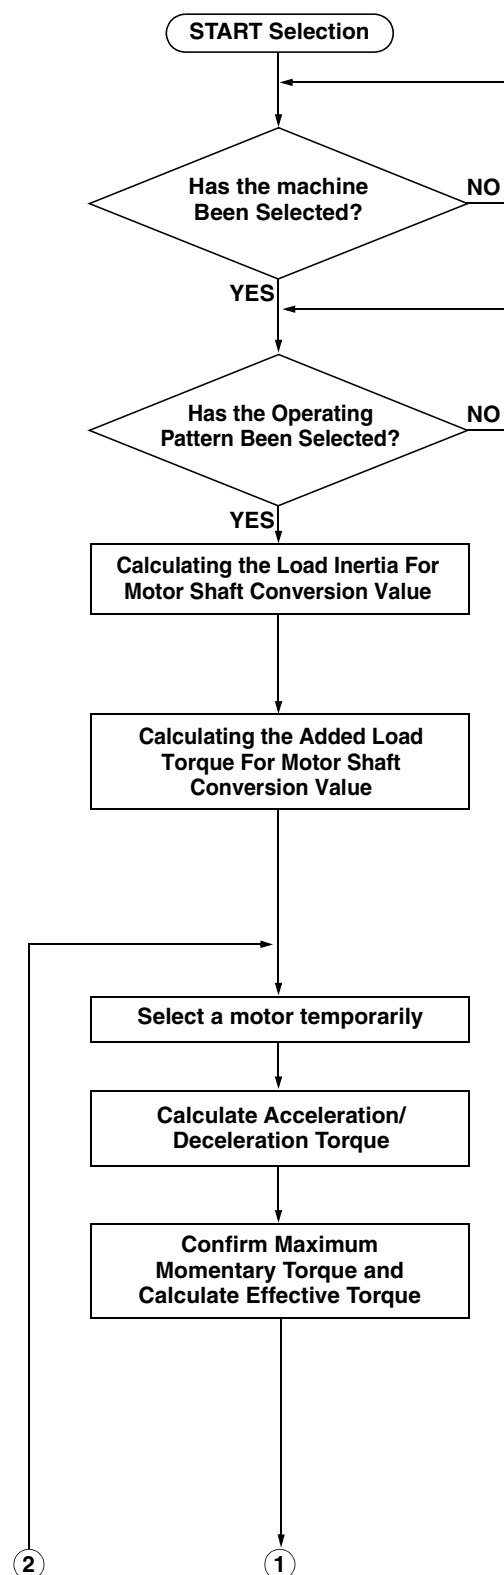 START Selection
Has the machine
Been Selected?
NO
YES
Has the Operating
Pattern Been Selected?
NO
YES
Calculating the Load Inertia For
Motor Shaft Conversion Value
Calculating the Added Load
Torque For Motor Shaft
Conversion Value
Select a motor temporarily
Calculate Acceleration/
Deceleration Torque
Confirm Maximum
Momentary Torque and
Calculate Effective Torque
2
1